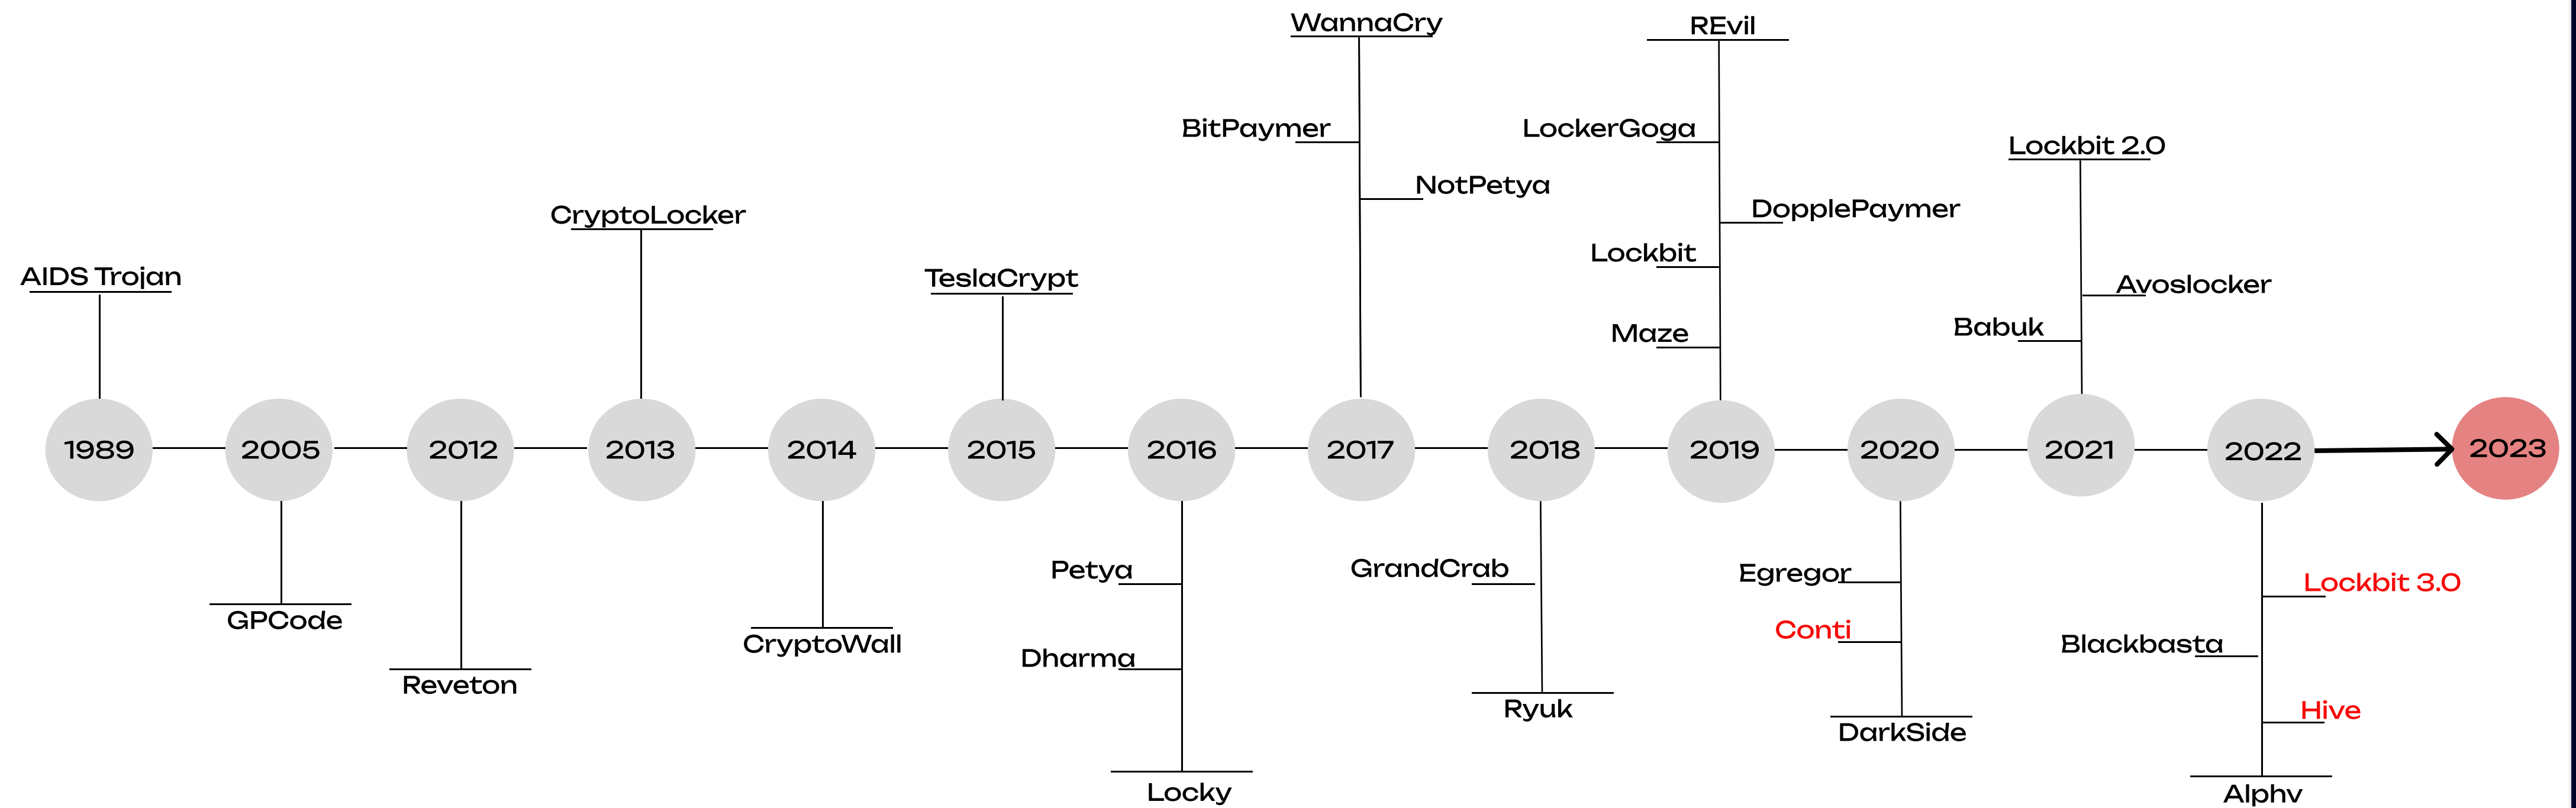 WannaCry
REvil
BitPaymer
LockerGoga
Lockbit 2.0
NotPetya
DopplePaymer
CryptoLocker
Lockbit
AIDS Trojan
TeslaCrypt
Avoslocker
Maze
Babuk
1989
2005
2012
2013
2014
2015
2016
2017
2018
2019
2020
2021
2022
2023
Petya
GrandCrab
Egregor
Lockbit 3.0
GPCode
Conti
CryptoWall
Blackbasta
Dharma
Reveton
Ryuk
Hive
DarkSide
Locky
Alphv